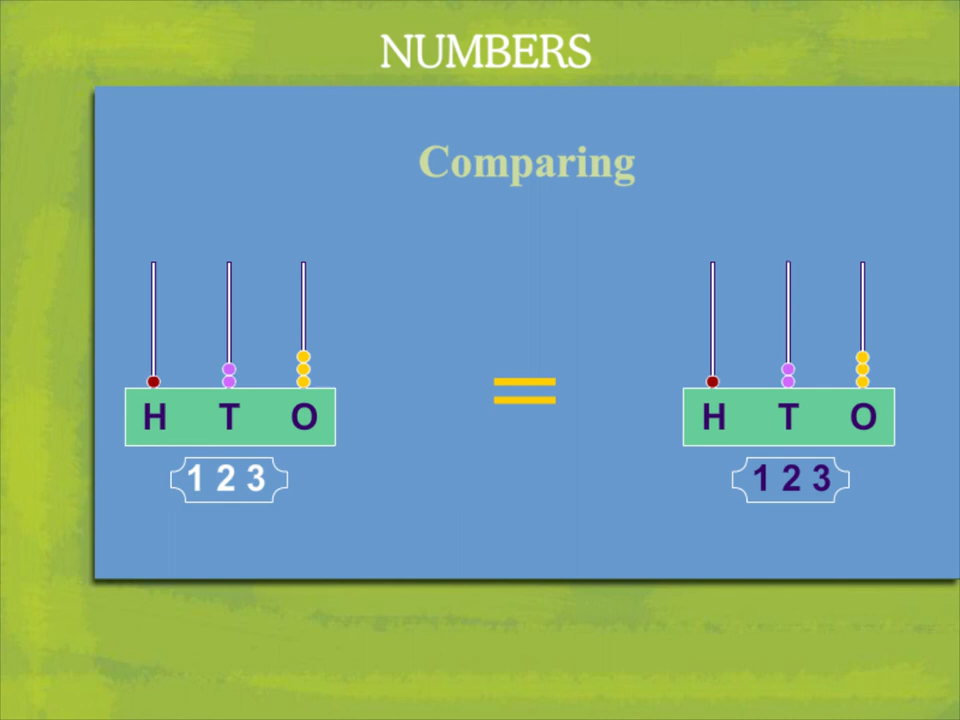 NUMBERS
Comparing
H T O = H T O
1 2 3 1 2 3